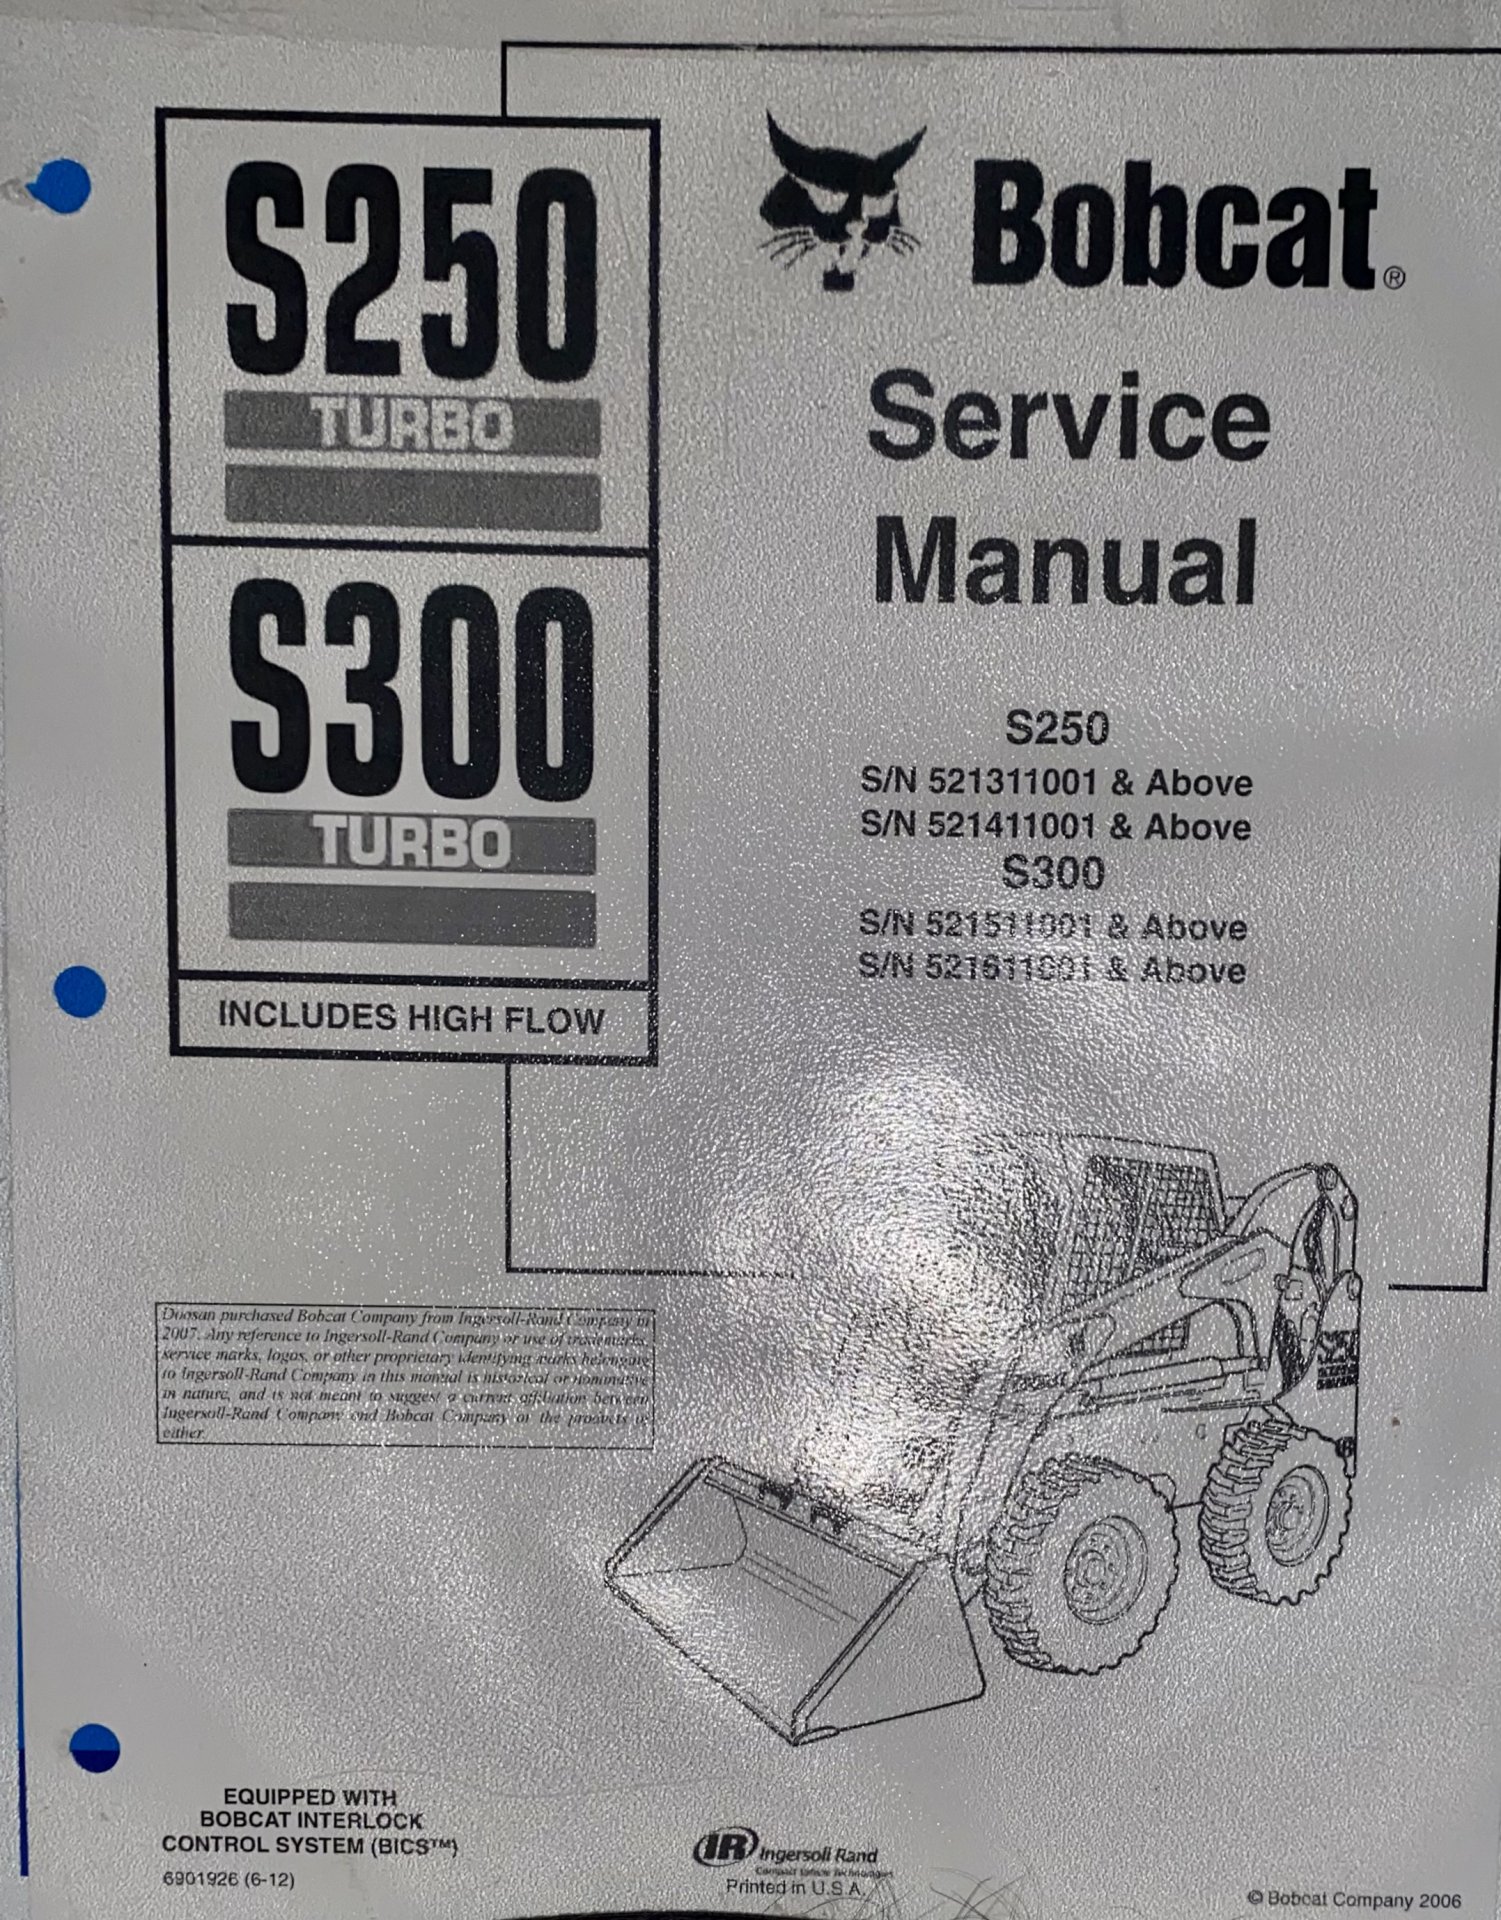 S250
TURBO
S300
TURBO
INCLUDES HIGH FLOW
Bobcat®
Service
Manual
S250
S/N 521311001 & Above
S/N 521411001 & Above
S300
S/N 521511001 & Above
S/N 521611001 & Above
Doosan purchased Bobcat Company from Ingersoll-Rand Company in
2007. Any reference to Ingersoll-Rand Company or use of trademarks,
service marks, logos, or other proprietary identifying marks belonging
to Ingersoll-Rand Company in this manual is historical or nominative
in nature, and is not meant to suggest a current affiliation between
Ingersoll-Rand Company and Bobcat Company or the products of
either.
EQUIPPED WITH
BOBCAT INTERLOCK
CONTROL SYSTEM (BICS™)
6901926 (6-12)
IR Ingersoll Rand
Compact Vehicle Technologies
Printed in U.S.A.
© Bobcat Company 2006